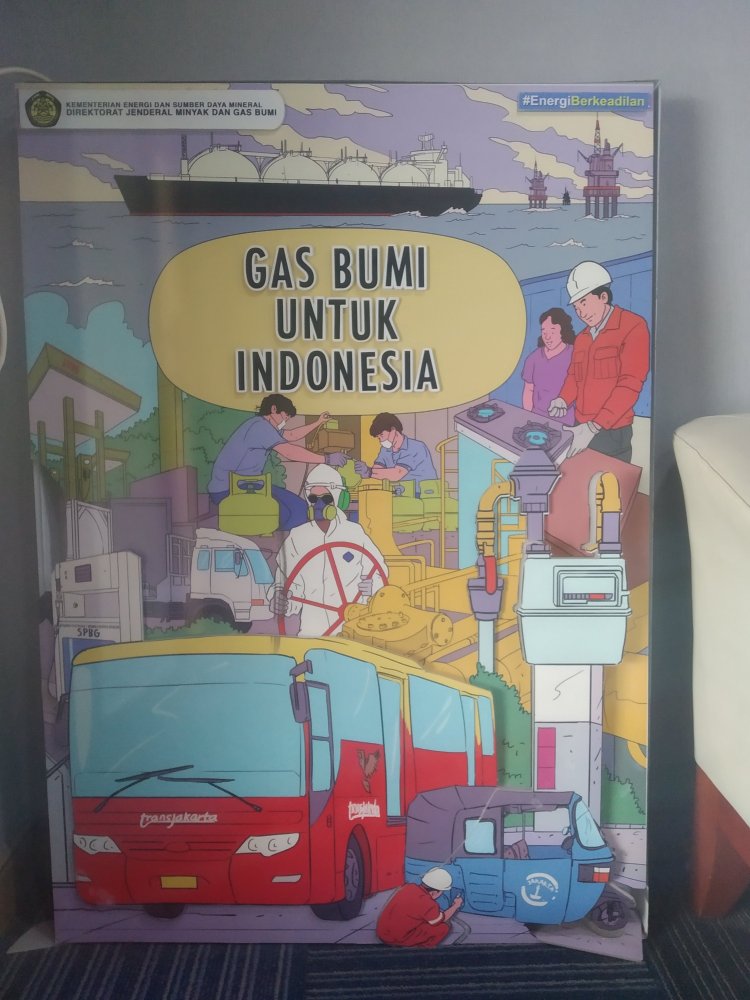 KEMENTERIAN ENERGI DAN SUMBER DAYA MINERAL
DIREKTORAT JENDERAL MINYAK DAN GAS BUMI
#EnergiBerkeadilan
GAS BUMI
UNTUK
INDONESIA
SPBG
transjakarta
transjakarta
JAKARTA